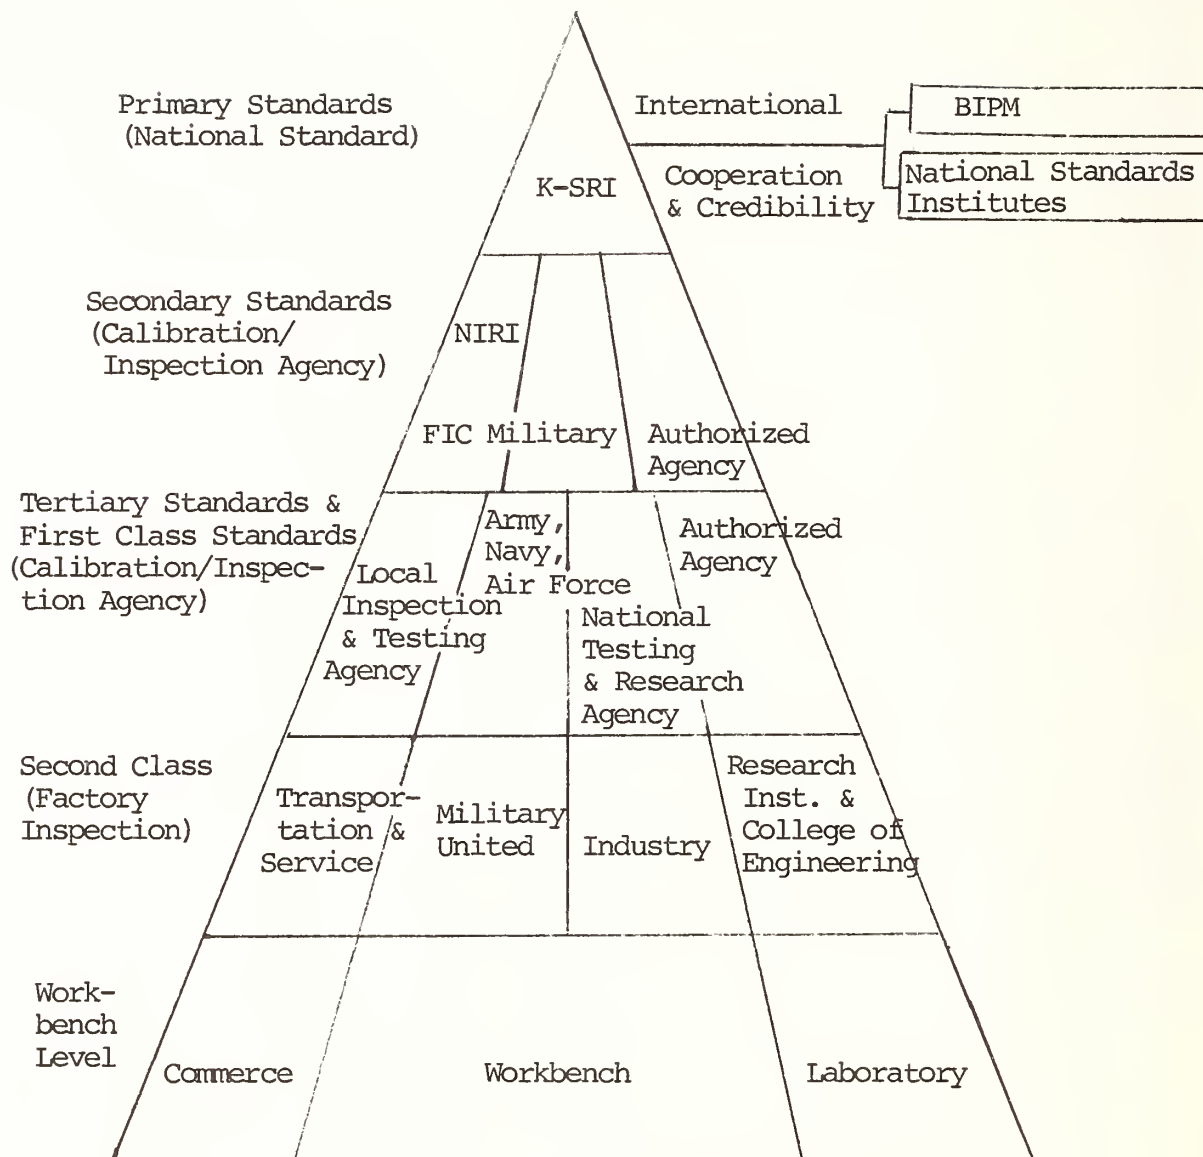 Primary Standards
(National Standard)
International
BIPM
K-SRI
Cooperation
& Credibility
National Standards
Institutes
Secondary Standards
(Calibration/
Inspection Agency)
NIRI
FIC Military
Authorized
Agency
Tertiary Standards &
First Class Standards
(Calibration/Inspec-
tion Agency)
Local
Inspection
& Testing
Agency
Army,
Navy,
Air Force
National
Testing
& Research
Agency
Authorized
Agency
Second Class
(Factory
Inspection)
Transpor-
tation &
Service
Military
United
Industry
Research
Inst. &
College of
Engineering
Work-
bench
Level
Commerce
Workbench
Laboratory